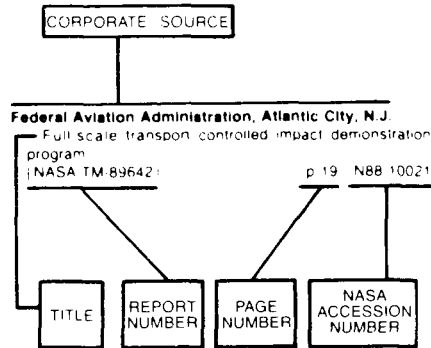 CORPORATE SOURCE
Federal Aviation Administration, Atlantic City, N.J.
Full scale transport controlled impact demonstration
program
[NASA-TM-89642] p 19 N88-10021
TITLE
REPORT
NUMBER
PAGE
NUMBER
NASA
ACCESSION
NUMBER